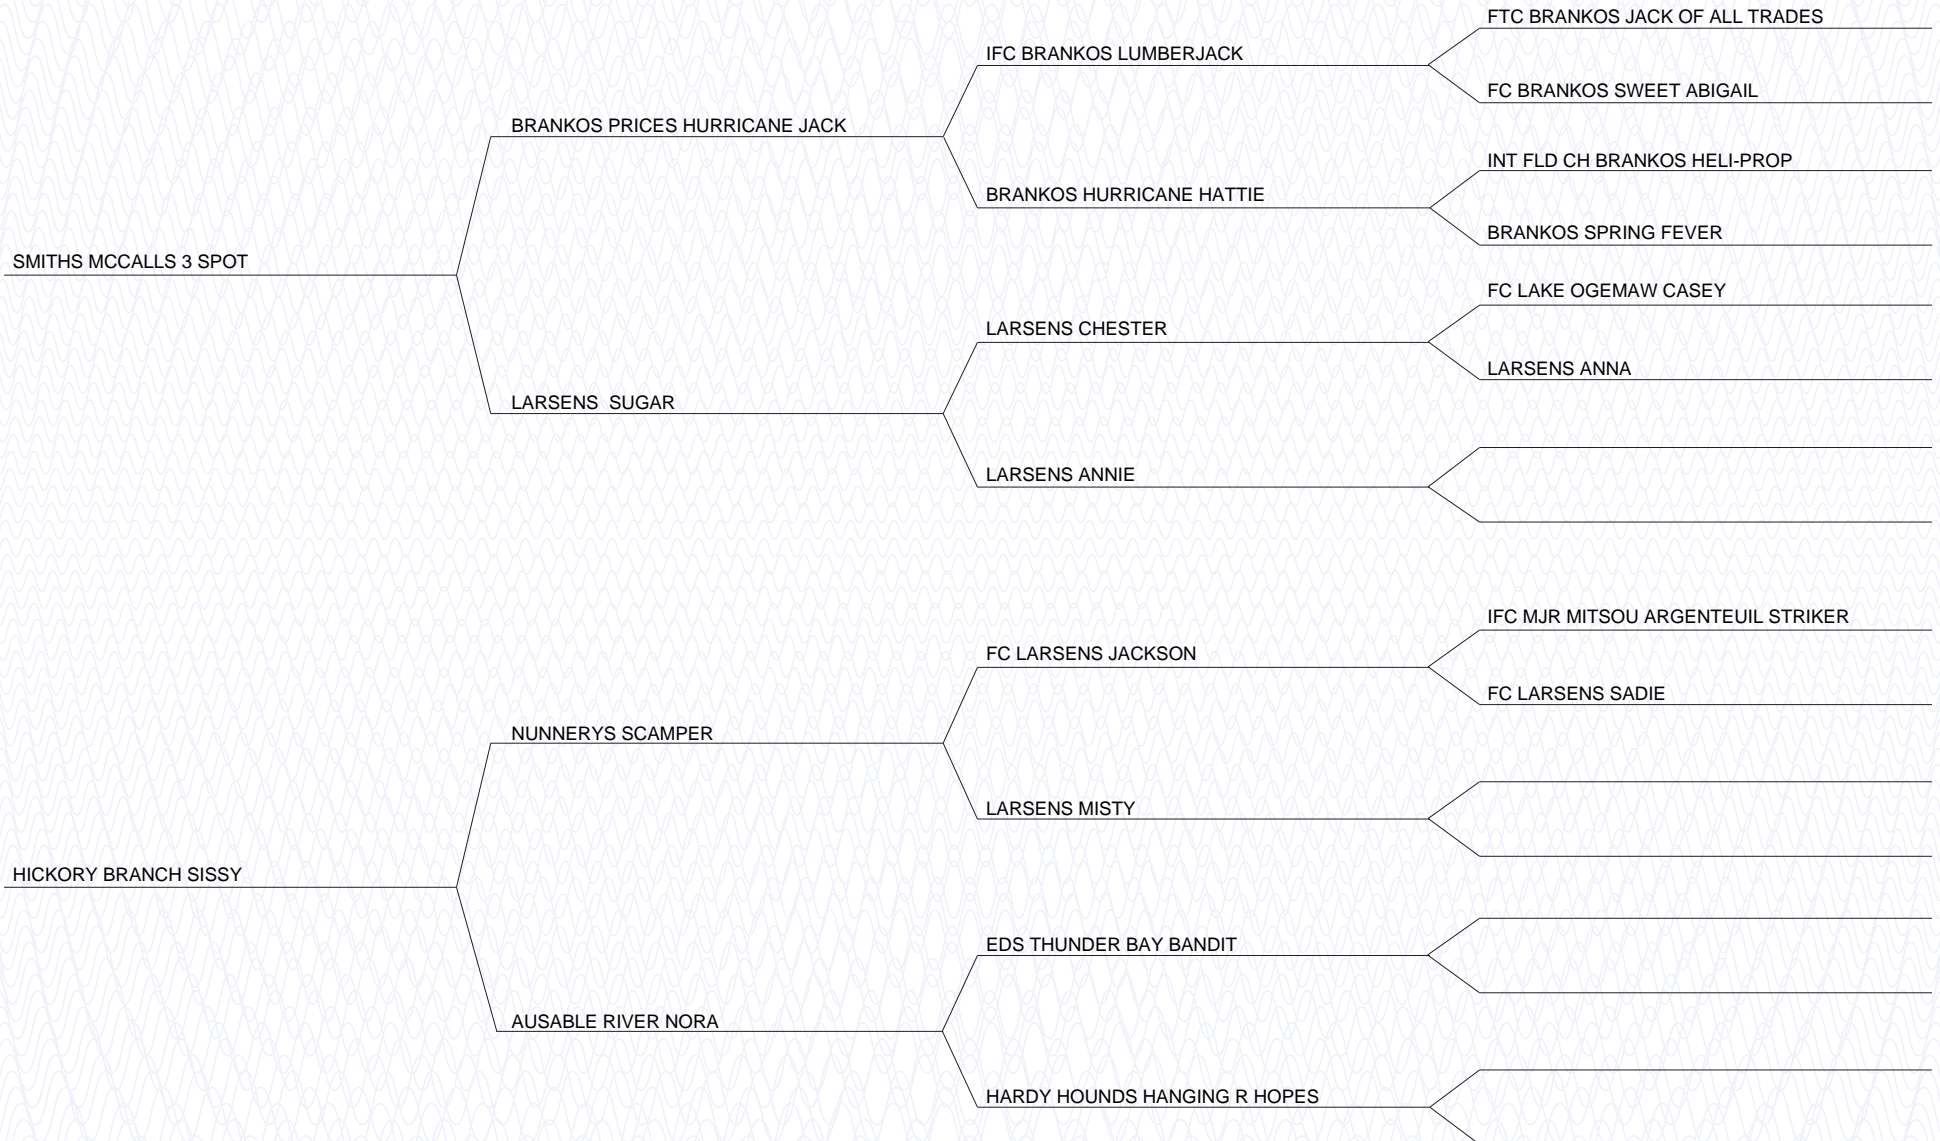 FTC BRANKOS JACK OF ALL TRADES
IFC BRANKOS LUMBERJACK
FC BRANKOS SWEET ABIGAIL
BRANKOS PRICES HURRICANE JACK
INT FLD CH BRANKOS HELI-PROP
BRANKOS HURRICANE HATTIE
BRANKOS SPRING FEVER
SMITHS MCCALLS 3 SPOT
FC LAKE OGEMAW CASEY
LARSENS CHESTER
LARSENS ANNA
LARSENS  SUGAR
LARSENS ANNIE
IFC MJR MITSOU ARGENTEUIL STRIKER
FC LARSENS JACKSON
FC LARSENS SADIE
NUNNERYS SCAMPER
LARSENS MISTY
HICKORY BRANCH SISSY
EDS THUNDER BAY BANDIT
AUSABLE RIVER NORA
HARDY HOUNDS HANGING R HOPES